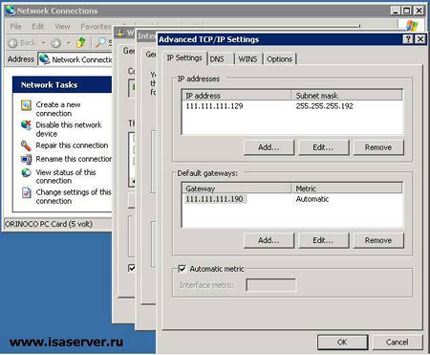 Network Connections
File Edit View Favorites
Back
Address Network Connectio
Network Tasks
Create a new connection
Disable this network device
Repair this connection
Rename this connection
View status of this connection
Change settings of this connection
ORINOCO PC Card (5 volt)
Advanced TCP/IP Settings
IP Settings DNS WINS Options
IP addresses
IP address Subnet mask
111.111.111.129 255.255.255.192
Add... Edit... Remove
Default gateways:
Gateway Metric
111.111.111.190 Automatic
Add... Edit... Remove
Automatic metric
Interface metric:
OK Cancel
www.isaserver.ru